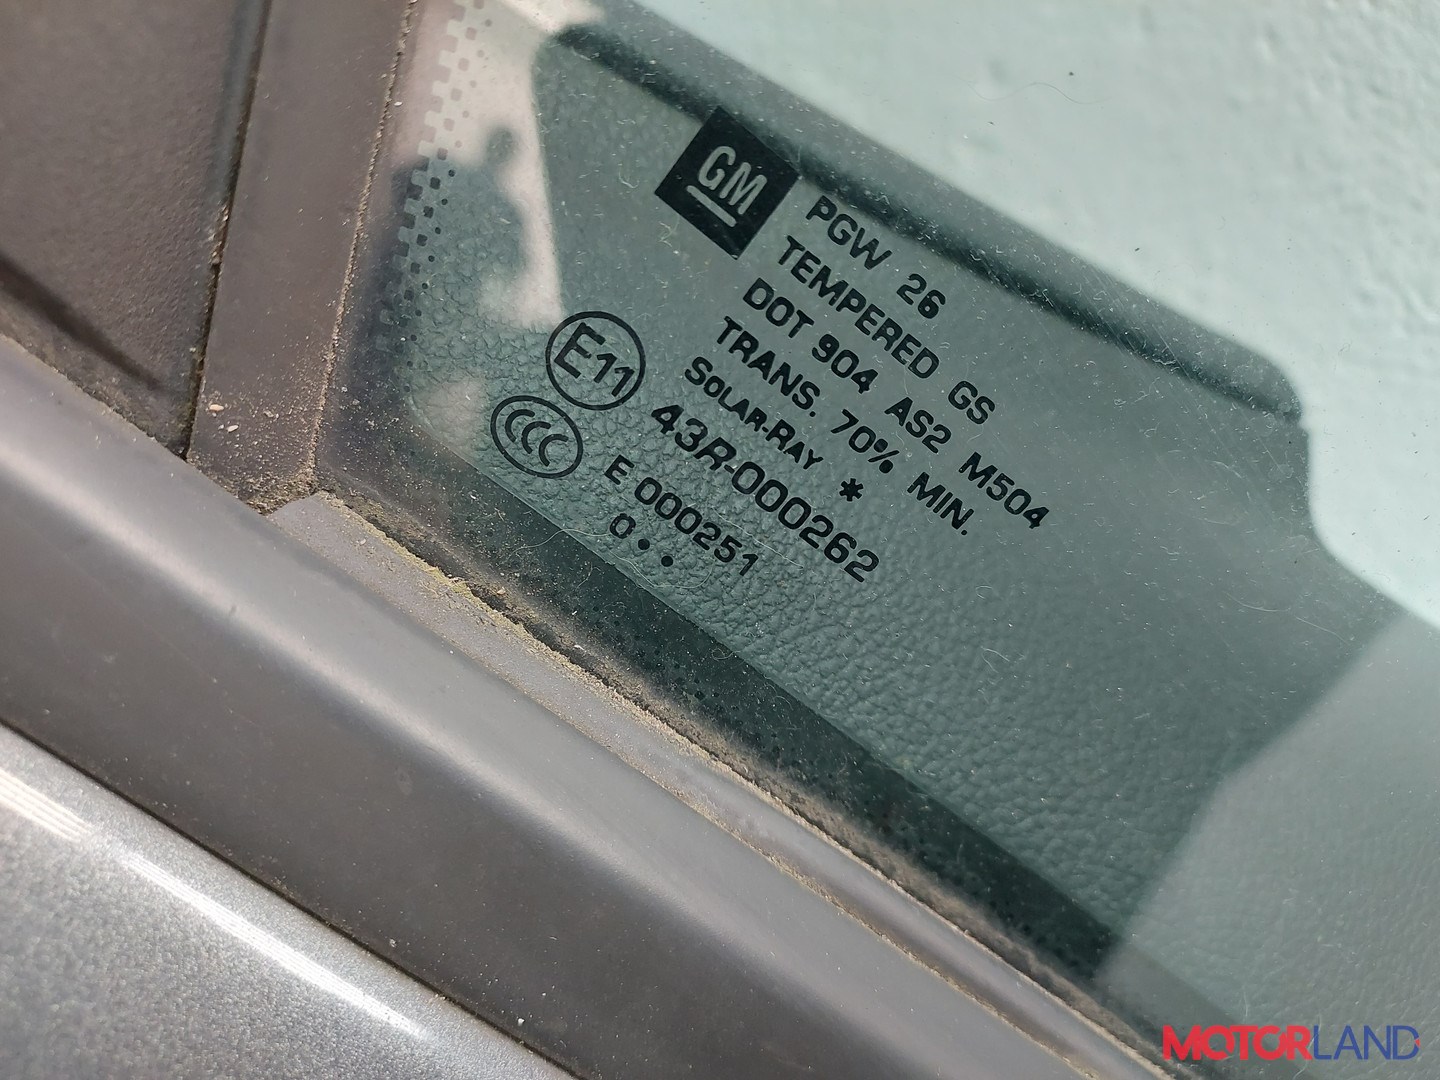 GM
PGW 26
TEMPERED GS
DOT 904 AS2 M504
TRANS. 70% MIN.
SOLAR-RAY *
E11 43R-000262
CCC E 000251
0••
MOTORLAND